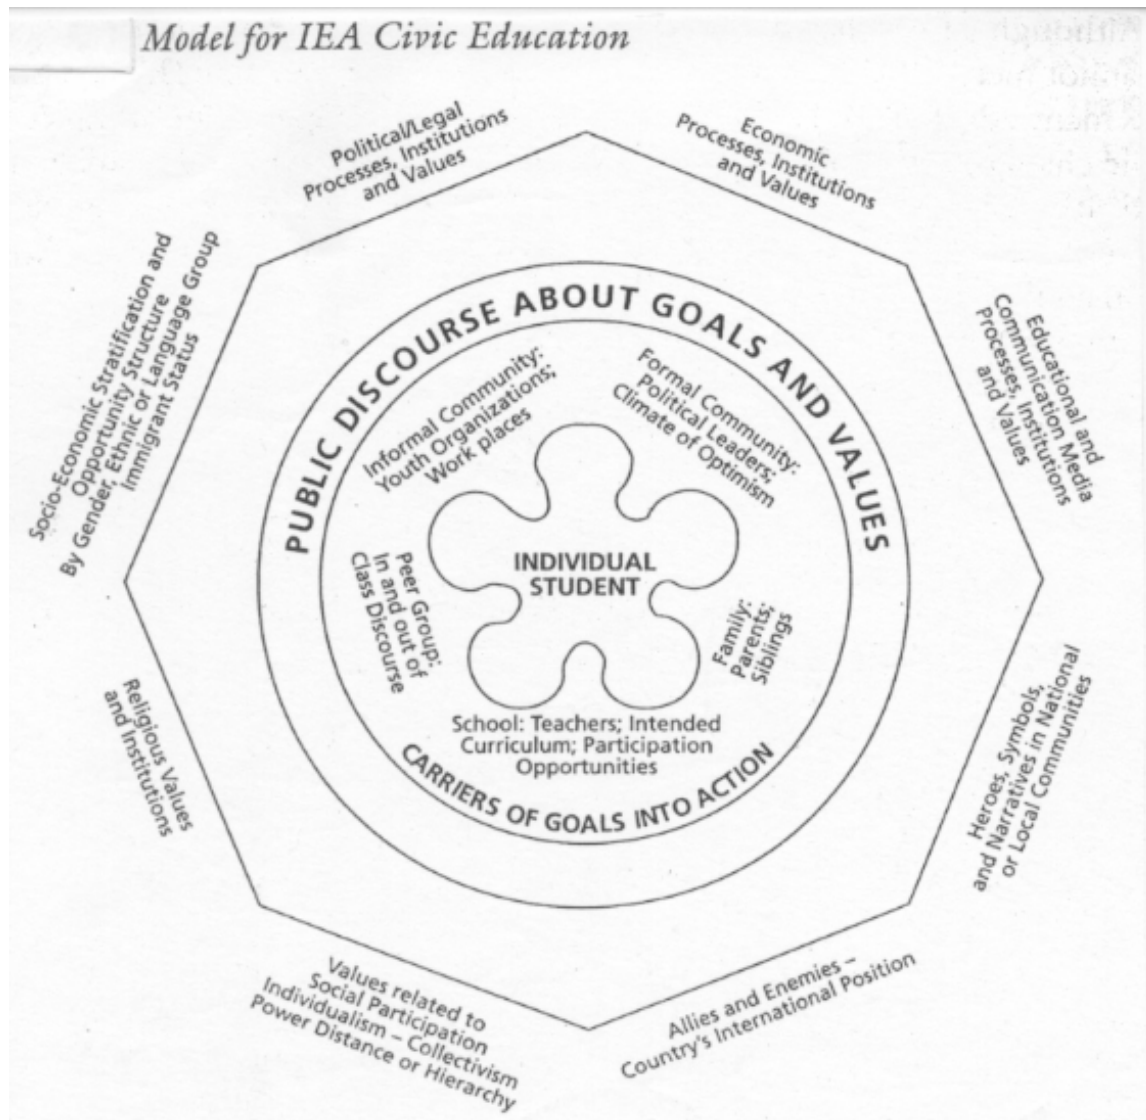 Model for IEA Civic Education
Political/Legal
Processes, Institutions
and Values
Economic
Processes, Institutions
and Values
Socio-Economic Stratification and
Opportunity Structure
By Gender, Ethnic or Language Group
Immigrant Status
Educational and
Communication Media
Processes, Institutions
and Values
PUBLIC DISCOURSE ABOUT GOALS AND VALUES
Informal Community:
Youth Organizations;
Work places
Formal Community:
Political Leaders;
Climate of Optimism
INDIVIDUAL
STUDENT
Peer Group:
In and out of
Class Discourse
Family:
Parents;
Siblings
School: Teachers; Intended
Curriculum; Participation
Opportunities
CARRIERS OF GOALS INTO ACTION
Religious Values
and Institutions
Heroes, Symbols,
and Narratives in National
or Local Communities
Values related to
Social Participation
Individualism – Collectivism
Power Distance or Hierarchy
Allies and Enemies –
Country's International Position